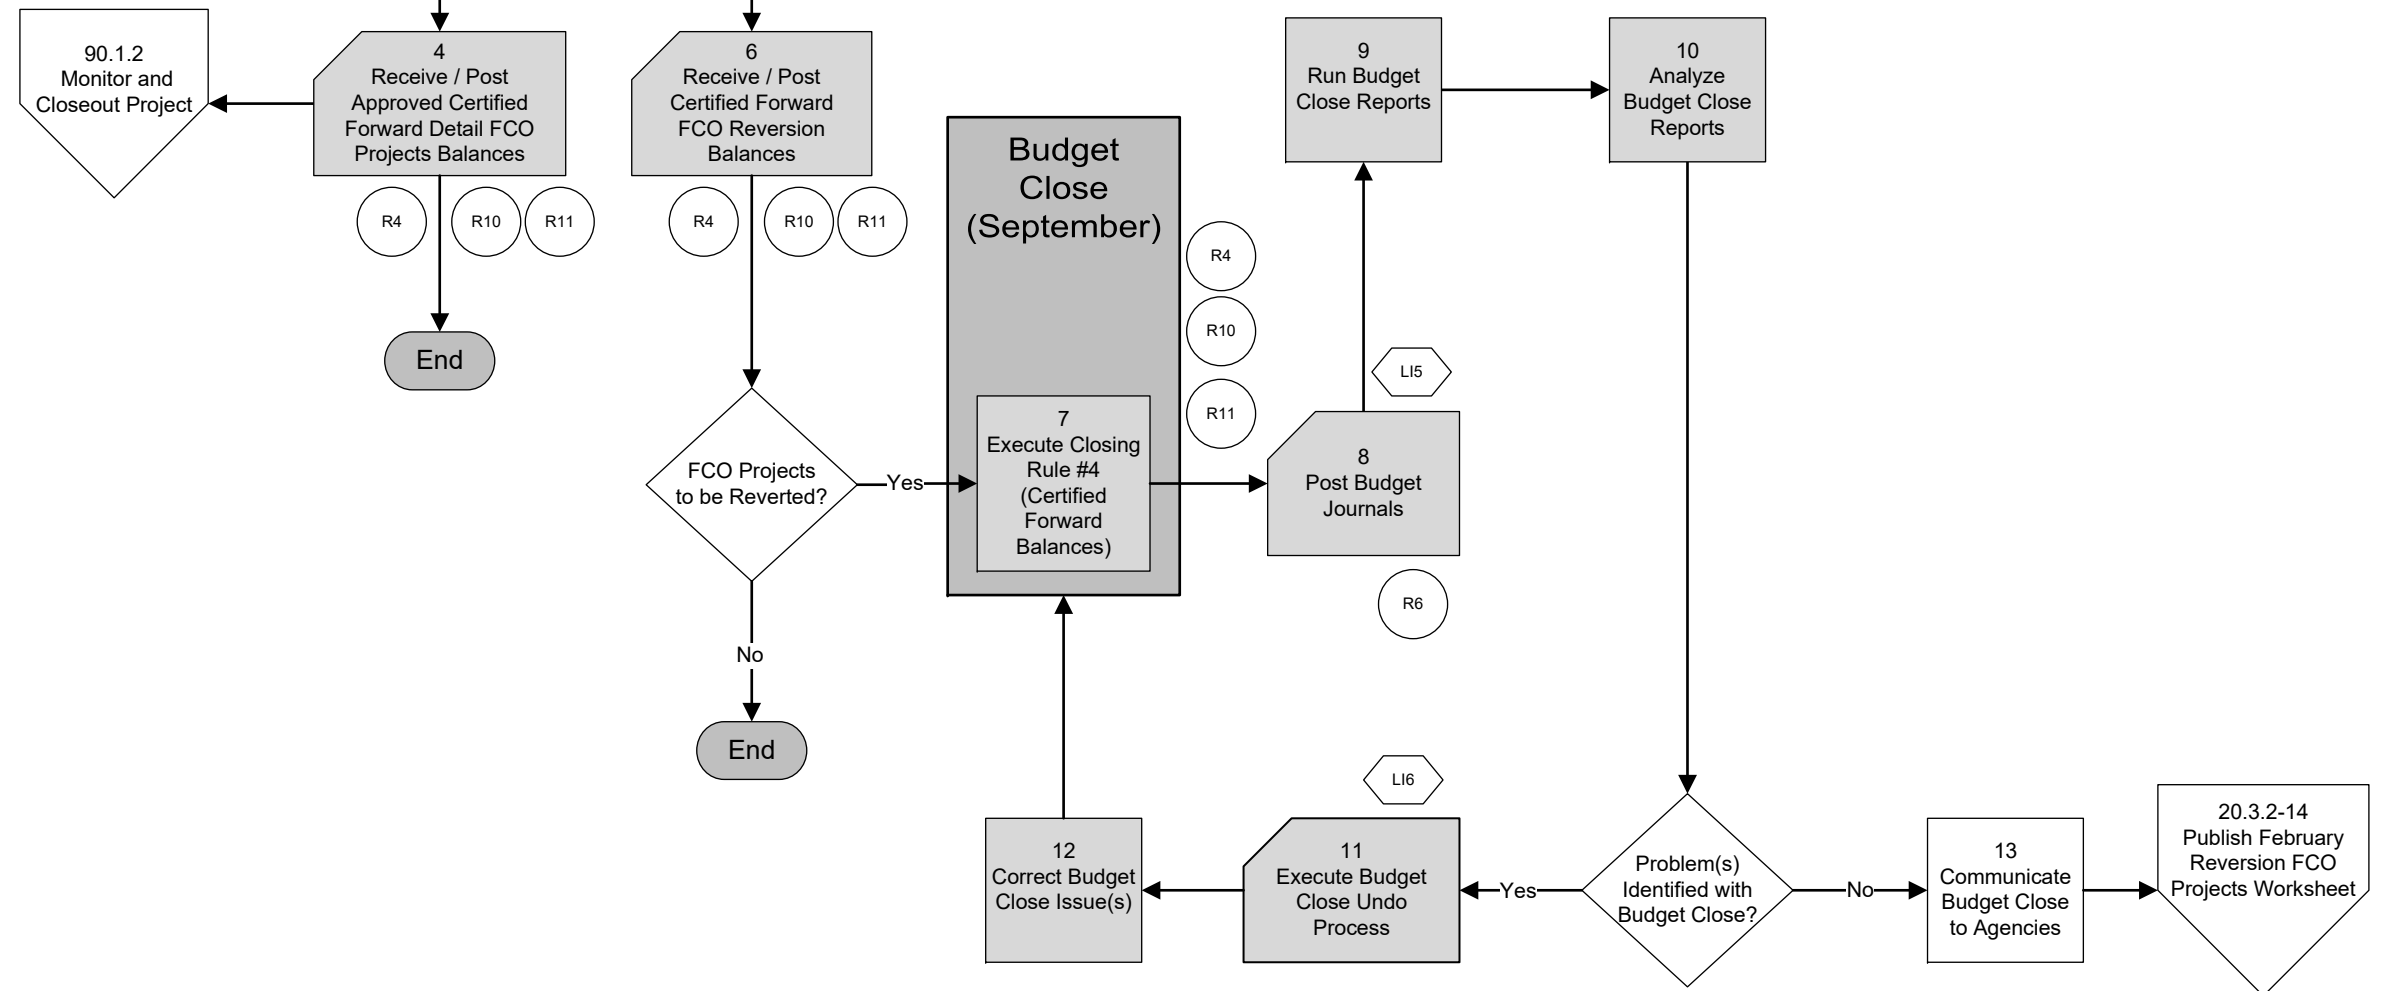 90.1.2
Monitor and
Closeout Project
4
Receive / Post
Approved Certified
Forward Detail FCO
Projects Balances
R4
R10
R11
End
6
Receive / Post
Certified Forward
FCO Reversion
Balances
R4
R10
R11
FCO Projects
to be Reverted?
Yes
No
End
Budget
Close
(September)
7
Execute Closing
Rule #4
(Certified
Forward
Balances)
R4
R10
R11
8
Post Budget
Journals
LI5
R6
9
Run Budget
Close Reports
10
Analyze
Budget Close
Reports
Problem(s)
Identified with
Budget Close?
Yes
No
LI6
11
Execute Budget
Close Undo
Process
12
Correct Budget
Close Issue(s)
13
Communicate
Budget Close
to Agencies
20.3.2-14
Publish February
Reversion FCO
Projects Worksheet